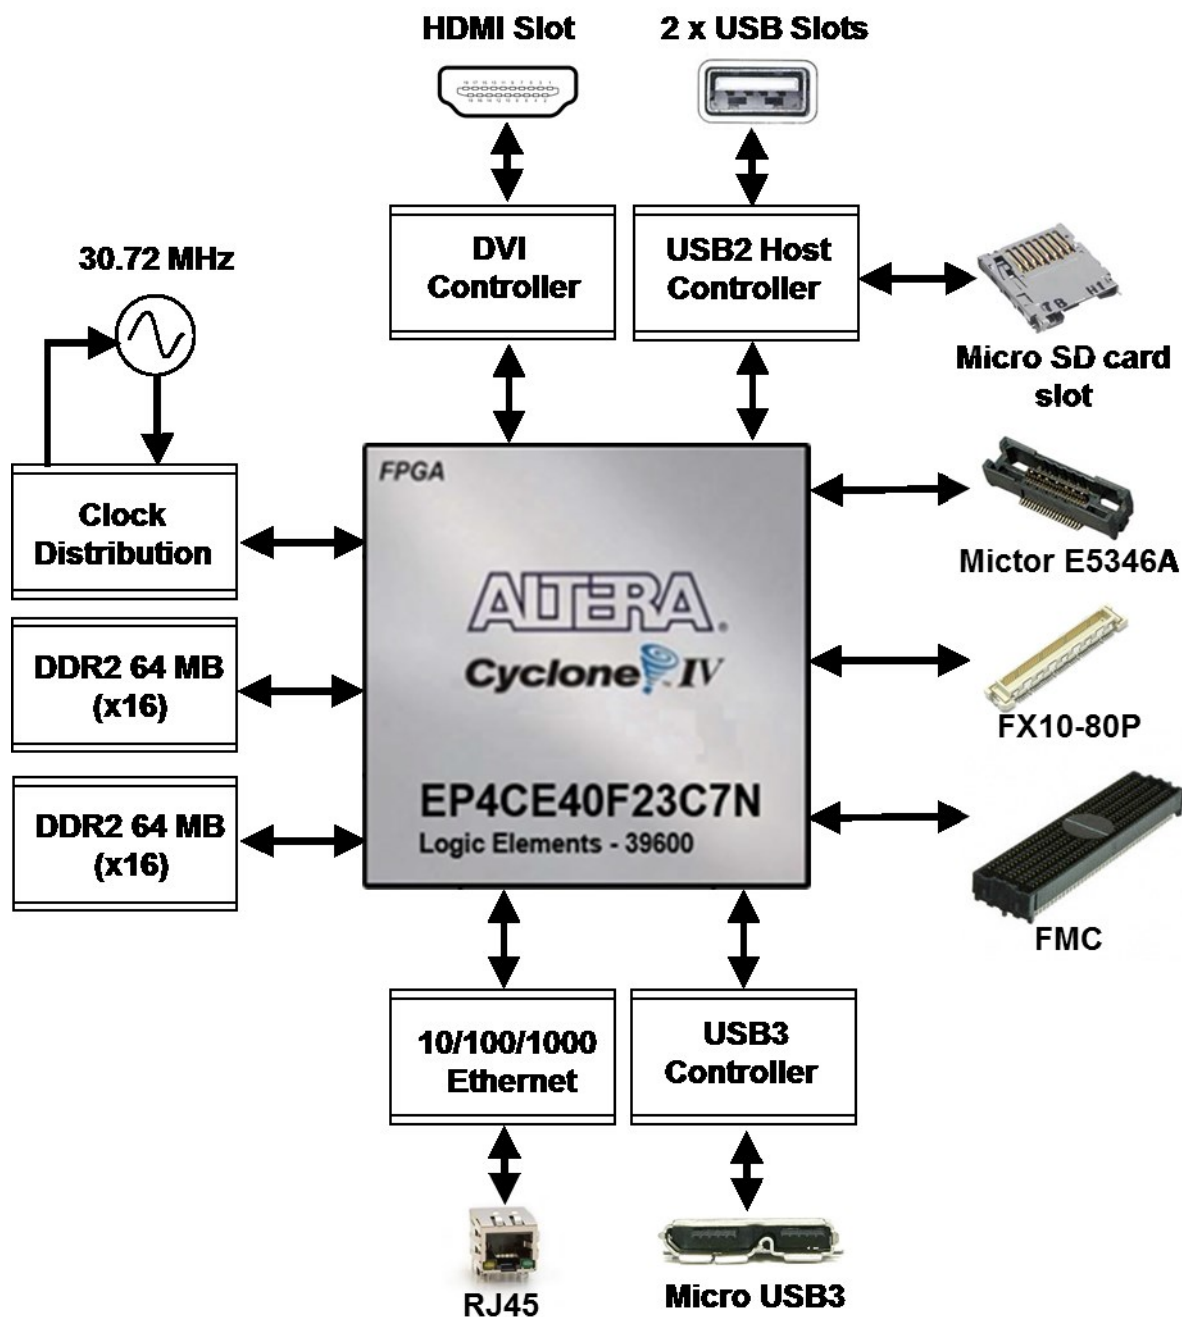 HDMI Slot
2 x USB Slots
DVI
Controller
USB2 Host
Controller
30.72 MHz
Micro SD card
slot
FPGA
Clock
Distribution
Mictor E5346A
ALTERA®
Cyclone IV
DDR2 64 MB
(x16)
FX10-80P
EP4CE40F23C7N
Logic Elements - 39600
DDR2 64 MB
(x16)
FMC
10/100/1000
Ethernet
USB3
Controller
RJ45
Micro USB3